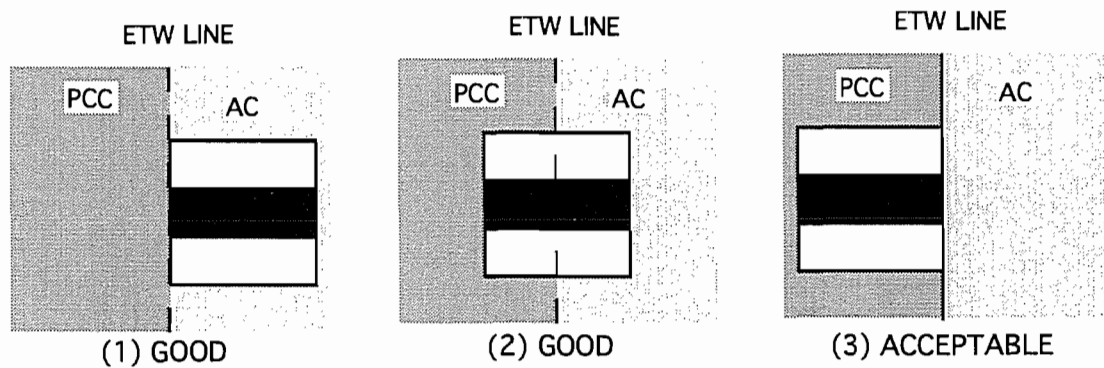 ETW LINE
PCC
AC
(1) GOOD
ETW LINE
PCC
AC
(2) GOOD
ETW LINE
PCC
AC
(3) ACCEPTABLE